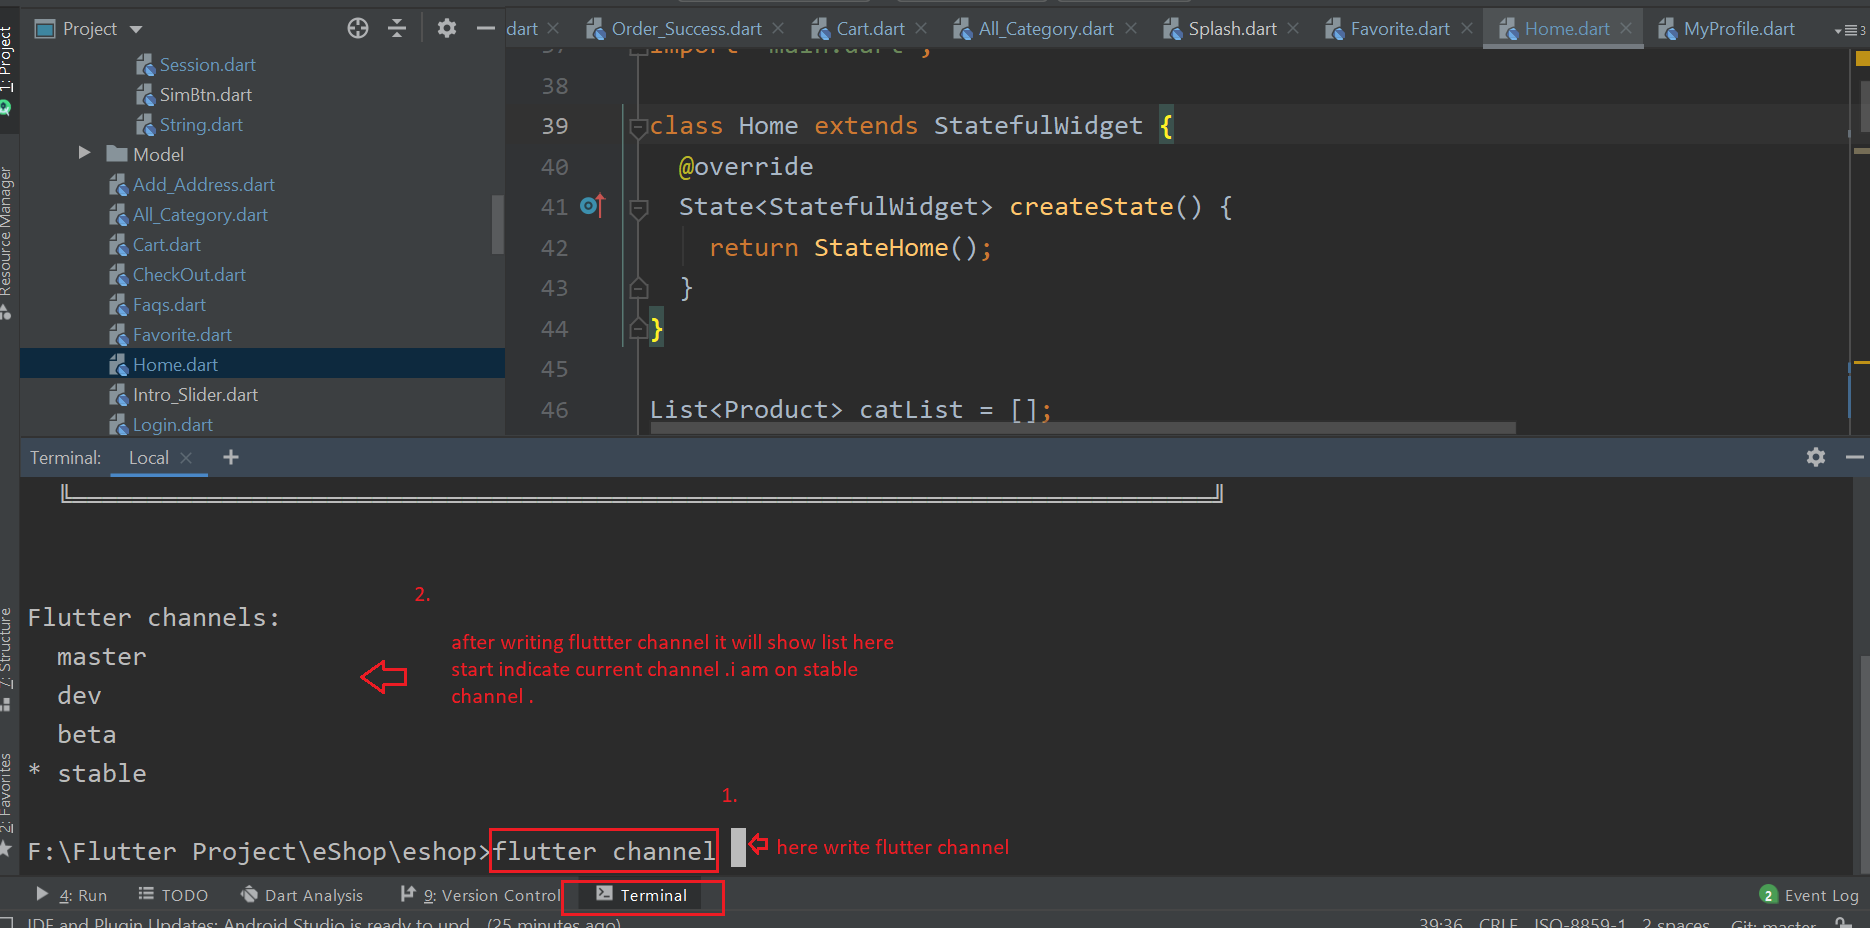 Project
dart
Order_Success.dart
Cart.dart
All_Category.dart
Splash.dart
Favorite.dart
Home.dart
MyProfile.dart
3
1: Project
Resource Manager
7: Structure
2: Favorites
Session.dart
SimBtn.dart
String.dart
Model
Add_Address.dart
All_Category.dart
Cart.dart
CheckOut.dart
Faqs.dart
Favorite.dart
Home.dart
Intro_Slider.dart
Login.dart
37 import 'main.dart';
38
39 class Home extends StatefulWidget {
40 @override
41 State<StatefulWidget> createState() {
42 return StateHome();
43 }
44 }
45
46 List<Product> catList = [];
Terminal:
Local
Flutter channels:
master
dev
beta
* stable
2.
after writing fluttter channel it will show list here
start indicate current channel .i am on stable
channel .
1.
F:\Flutter Project\eShop\eshop>flutter channel
here write flutter channel
4: Run
TODO
Dart Analysis
9: Version Control
Terminal
2 Event Log
IDE and Plugin Updates: Android Studio is ready to upd... (25 minutes ago)
39:36 CRLF ISO-8859-1 2 spaces Git: master